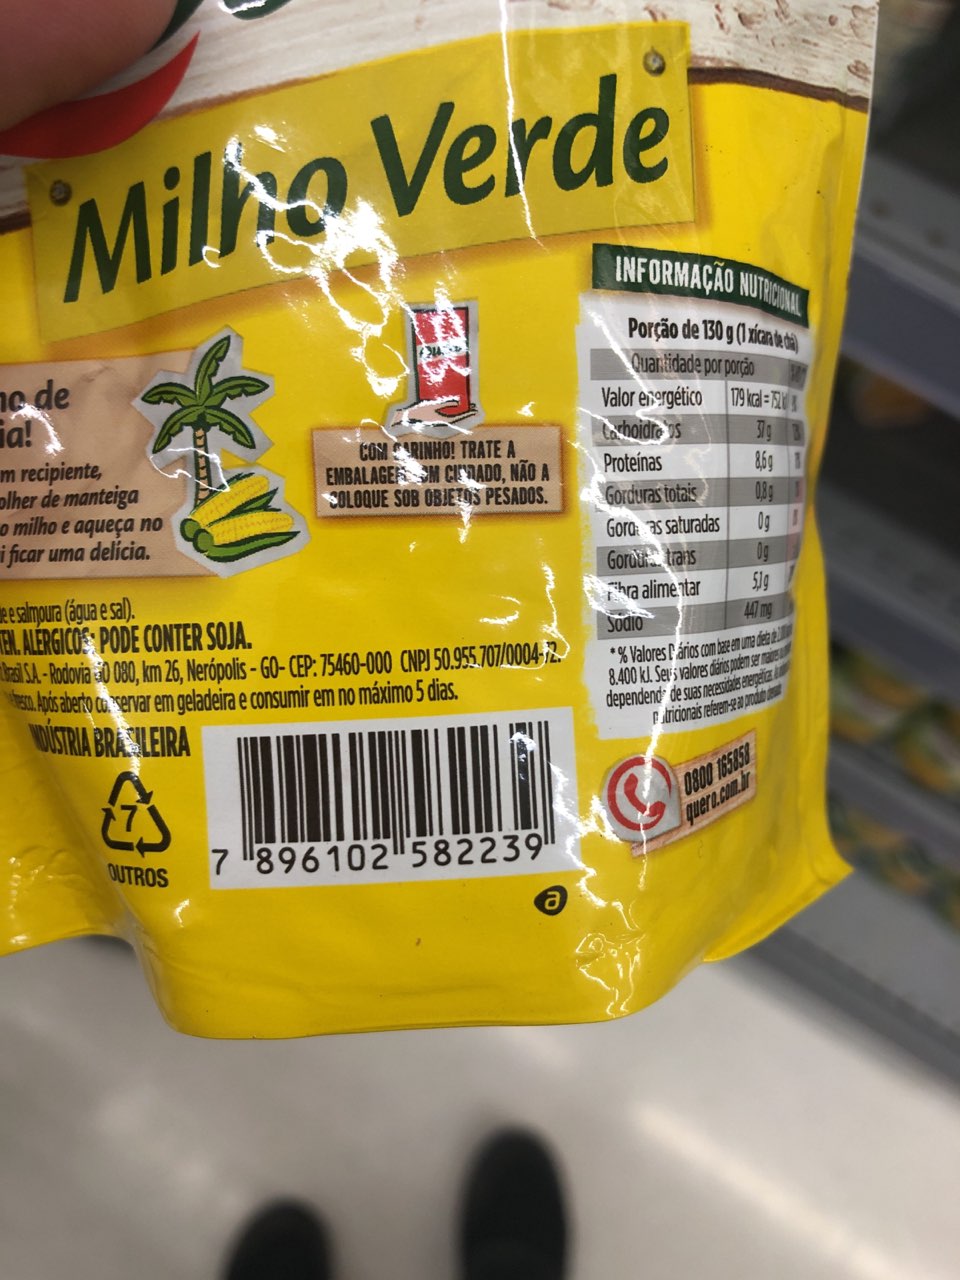 Milho Verde
INFORMAÇÃO NUTRICIONAL
Porção de 130 g (1 xícara de chá)
Quantidade por porção
Valor energético 179 kcal = 752
Carboidratos 37 g
Proteínas 8,6 g
Gorduras totais 0,8 g
Gorduras saturadas 0 g
Gorduras trans 0 g
Fibra alimentar 5,1 g
Sódio 447 mg
* % Valores Diários com base em uma dieta de
8.400 kJ. Seus valores diários podem ser maiores
dependendo de suas necessidades energéticas.
nutricionais referem-se ao produto
de
ia!
m recipiente,
olher de manteiga
o milho e aqueça no
i ficar uma delícia.
COM CARINHO! TRATE A
EMBALAGEM COM CUIDADO, NÃO A
COLOQUE SOB OBJETOS PESADOS.
e salmoura (água e sal).
TEN. ALÉRGICOS: PODE CONTER SOJA.
Brasil S.A. - Rodovia GO 080, km 26, Nerópolis - GO- CEP: 75460-000 CNPJ 50.955.707/0004-72.
fresco. Após aberto conservar em geladeira e consumir em no máximo 5 dias.
INDÚSTRIA BRASILEIRA
7
OUTROS
7 896102 582239
a
0800 165858
quero.com.br